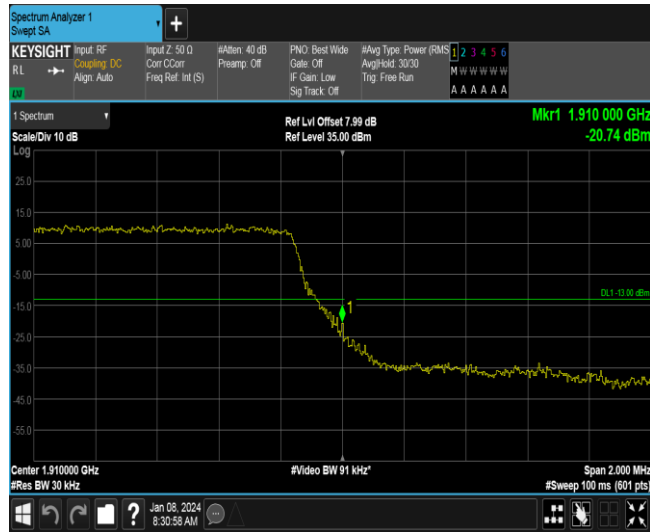 Spectrum Analyzer 1
Swept SA
+
KEYSIGHT
RL
LXI
Input: RF
Coupling: DC
Align: Auto
Input Z: 50 Ω
Corr CCorr
Freq Ref: Int (S)
#Atten: 40 dB
Preamp: Off
PNO: Best Wide
Gate: Off
IF Gain: Low
Sig Track: Off
#Avg Type: Power (RMS
Avg|Hold: 30/30
Trig: Free Run
1 2 3 4 5 6
M W W W W W
A A A A A A
1 Spectrum
Scale/Div 10 dB
Log
Ref Lvl Offset 7.99 dB
Ref Level 35.00 dBm
Mkr1 1.910 000 GHz
-20.74 dBm
25.0
15.0
5.00
-5.00
-15.0
-25.0
-35.0
-45.0
-55.0
DL1 -13.00 dBm
1
Center 1.910000 GHz
#Res BW 30 kHz
#Video BW 91 kHz*
Span 2.000 MHz
#Sweep 100 ms (601 pts)
?
Jan 08, 2024
8:30:58 AM